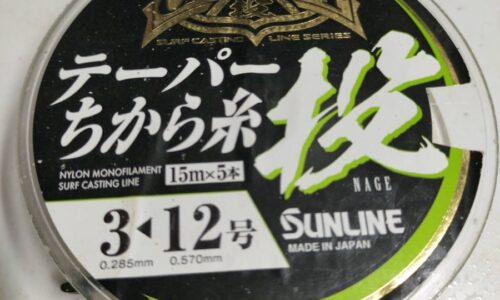 SURF CASTING LINE SERIES
テーパー
ちから糸
投
NAGE
NYLON MONOFILAMENT
SURF CASTING LINE
15m×5本
3◀12号
0.285mm 0.570mm
SUNLINE
MADE IN JAPAN